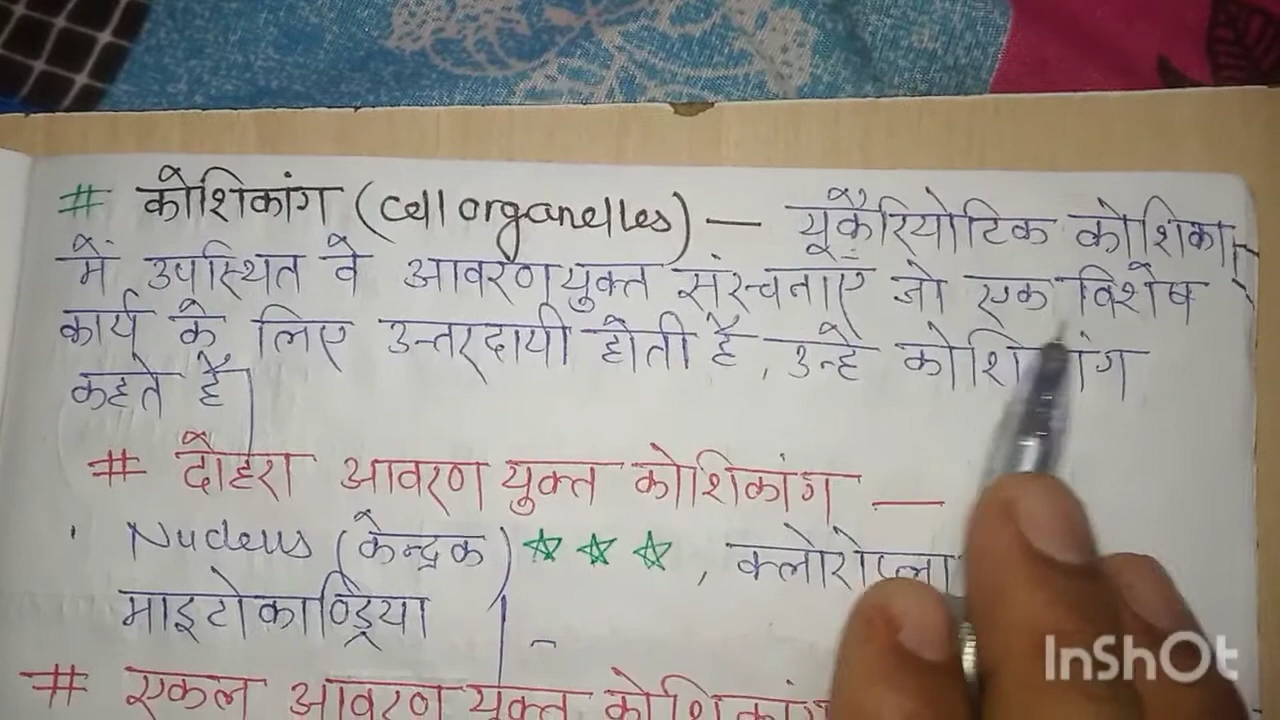 # कोशिकांग (cell organelles) — यूकैरियोटिक कोशिका
में उपस्थित वे आवरणयुक्त संरचनाएँ जो एक विशेष
कार्य के लिए उत्तरदायी होती है, उन्हे कोशिकांग
कहते हैं।
# दोहरा आवरण युक्त कोशिकांग —
· Nucleus (केन्द्रक) ☆ ☆ ☆, क्लोरोप्ला
माइटोकाण्ड्रिया । -
# एकल आवरण युक्त कोशिकांग
InShOt